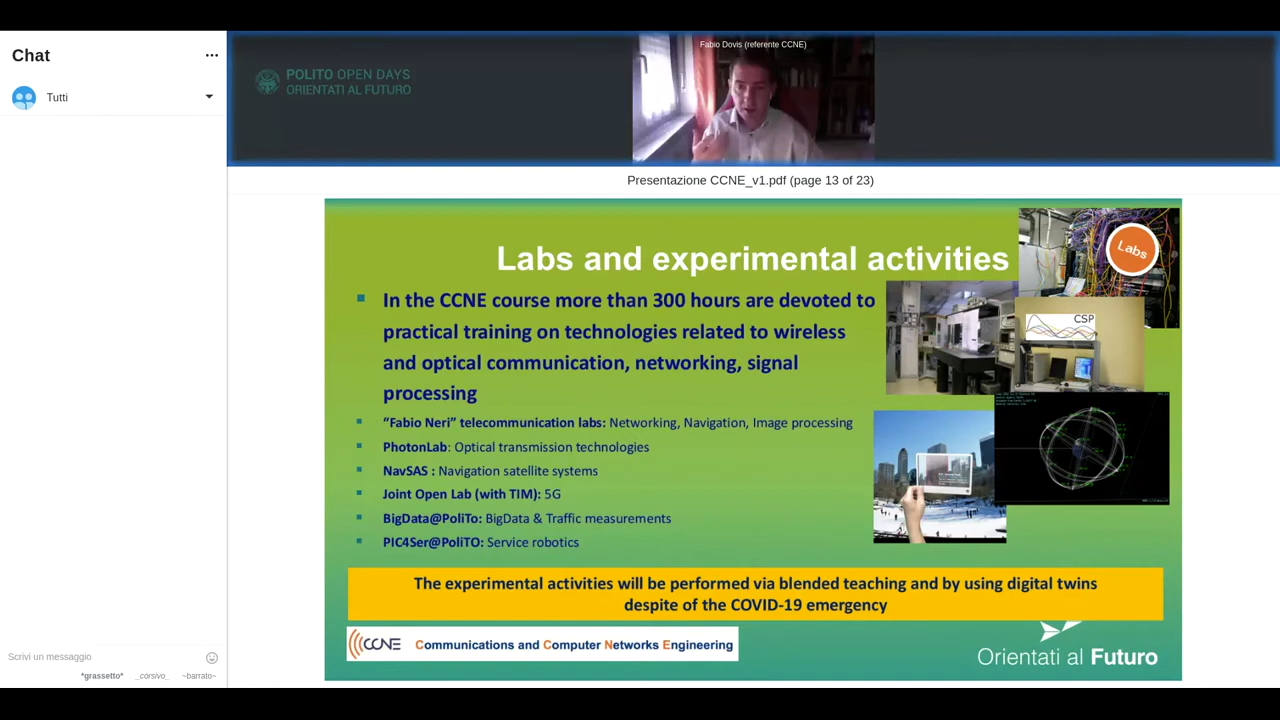 Chat
Tutti
Scrivi un messaggio
*grassetto* _corsivo_ ~barrato~
POLITO OPEN DAYS
ORIENTATI AL FUTURO
Fabio Dovis (referente CCNE)
Presentazione CCNE_v1.pdf (page 13 of 23)
Labs and experimental activities
Labs
In the CCNE course more than 300 hours are devoted to
practical training on technologies related to wireless
and optical communication, networking, signal
processing
CSP
“Fabio Neri” telecommunication labs: Networking, Navigation, Image processing
PhotonLab: Optical transmission technologies
NavSAS : Navigation satellite systems
Joint Open Lab (with TIM): 5G
BigData@PoliTo: BigData & Traffic measurements
PIC4Ser@PoliTO: Service robotics
The experimental activities will be performed via blended teaching and by using digital twins
despite of the COVID-19 emergency
CCNE Communications and Computer Networks Engineering
Orientati al Futuro